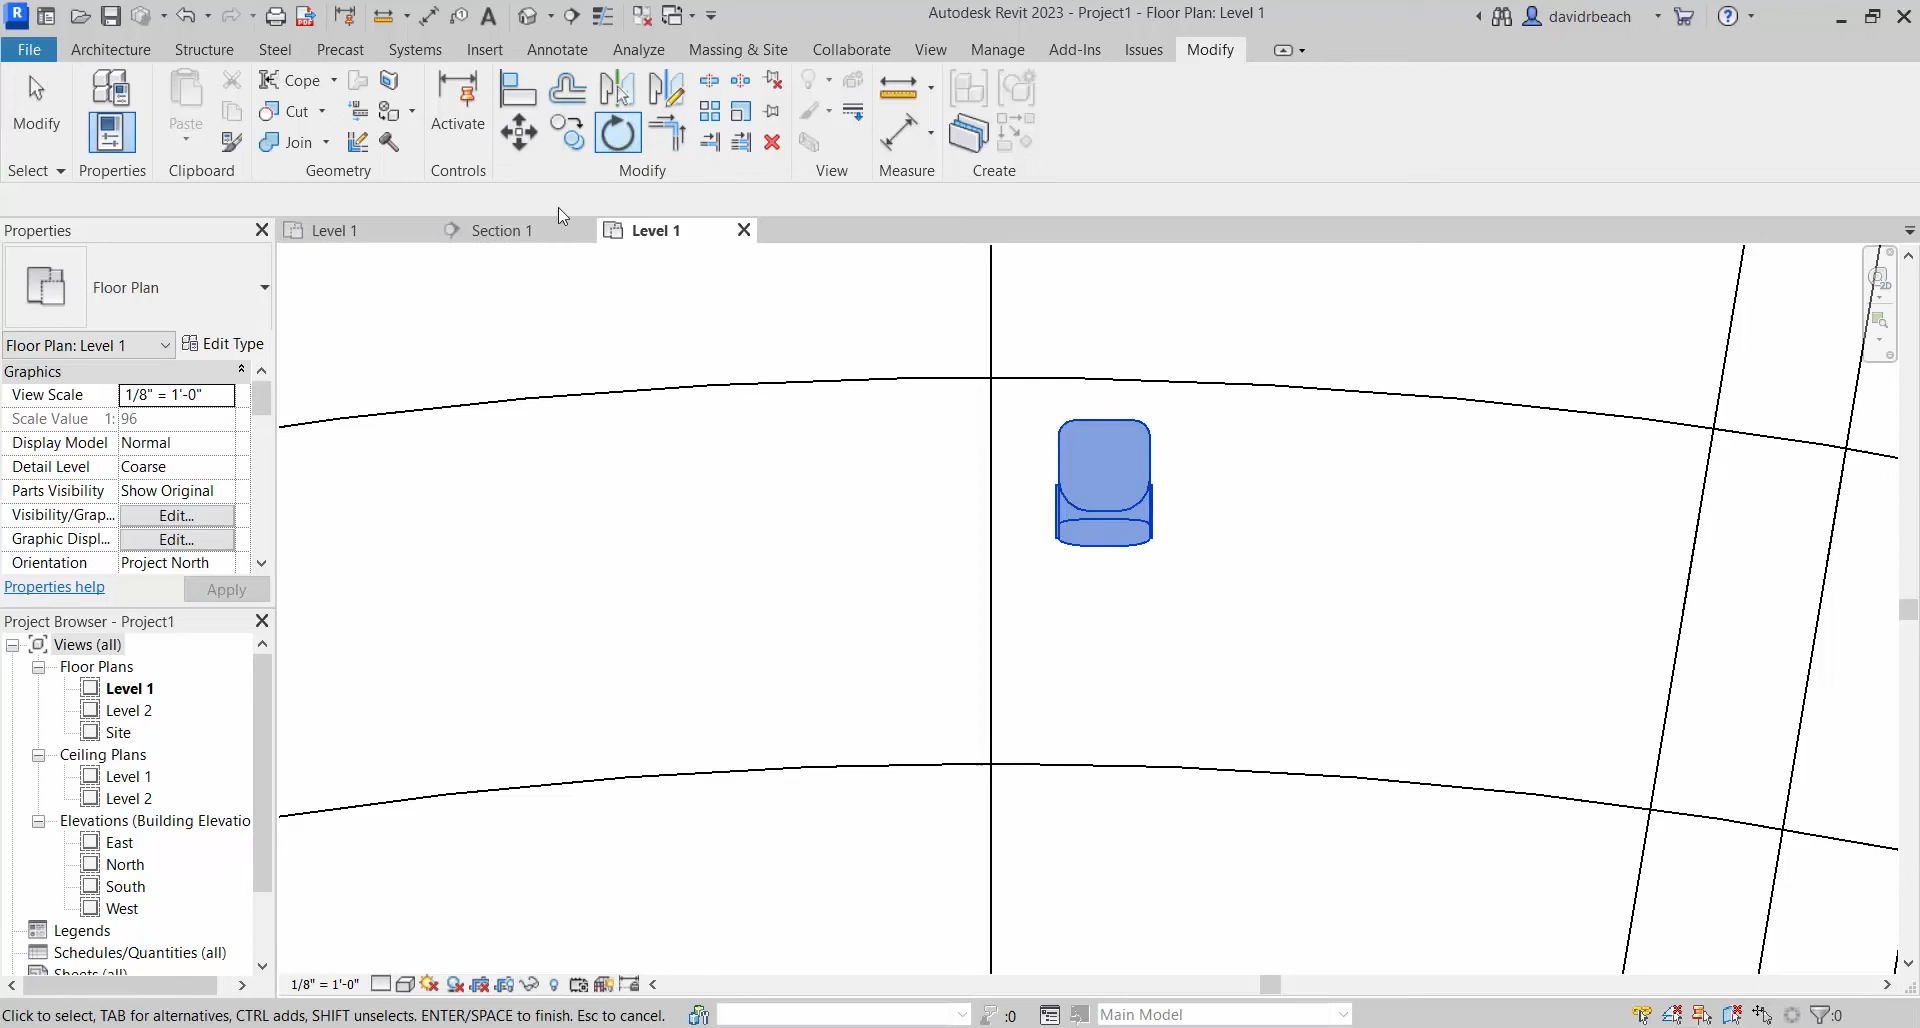 Autodesk Revit 2023 - Project1 - Floor Plan: Level 1
davidrbeach
File Architecture Structure Steel Precast Systems Insert Annotate Analyze Massing & Site Collaborate View Manage Add-Ins Issues Modify
Modify
Paste
Cope
Cut
Join
Activate
Select Properties Clipboard Geometry Controls Modify View Measure Create
Properties
Level 1
Section 1
Level 1
Floor Plan
Floor Plan: Level 1
Edit Type
Graphics
View Scale 1/8" = 1'-0"
Scale Value 1: 96
Display Model Normal
Detail Level Coarse
Parts Visibility Show Original
Visibility/Grap... Edit...
Graphic Displ... Edit...
Orientation Project North
Properties help
Apply
Project Browser - Project1
Views (all)
Floor Plans
Level 1
Level 2
Site
Ceiling Plans
Level 1
Level 2
Elevations (Building Elevatio
East
North
South
West
Legends
Schedules/Quantities (all)
Sheets (all)
2D
1/8" = 1'-0"
Click to select, TAB for alternatives, CTRL adds, SHIFT unselects. ENTER/SPACE to finish. Esc to cancel.
:0
Main Model
:0